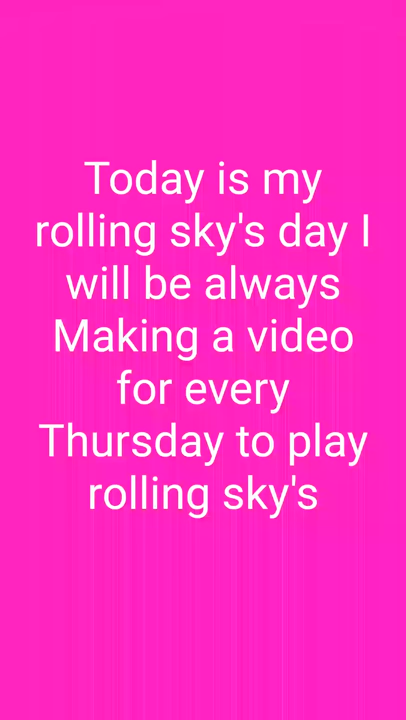 Today is my
rolling sky's day I
will be always
Making a video
for every
Thursday to play
rolling sky's